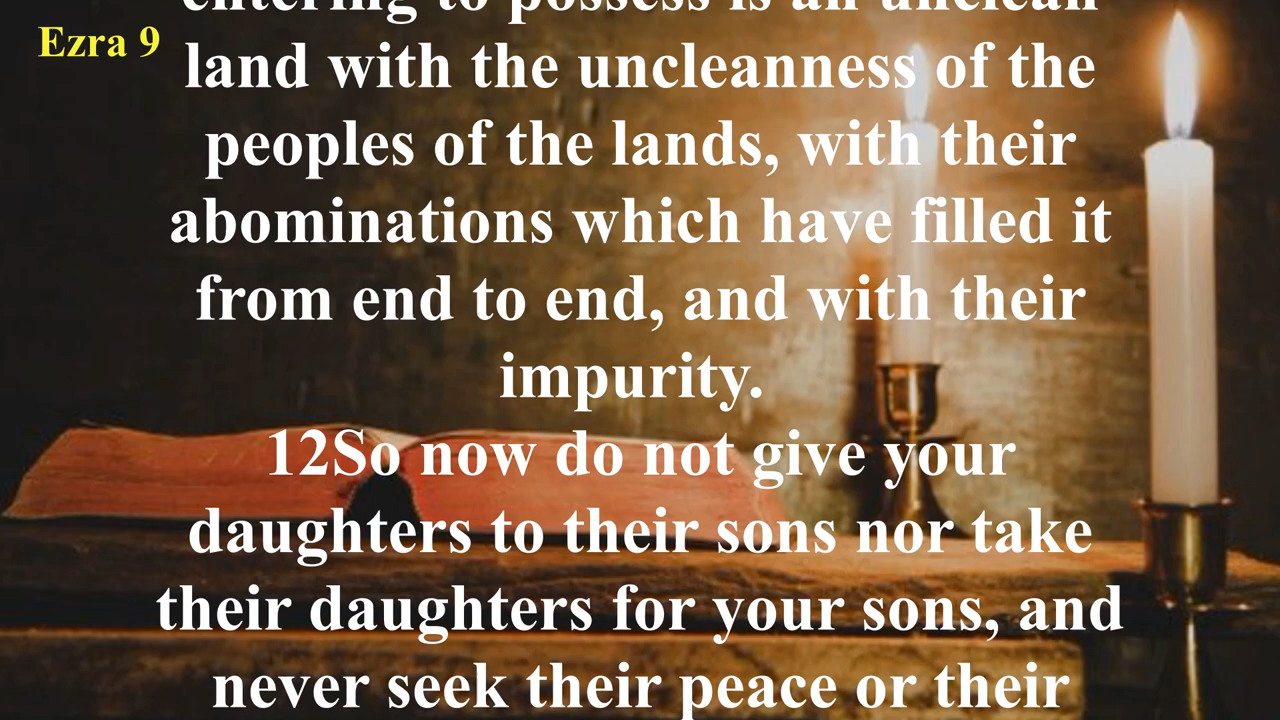 Ezra 9
entering to possess is an unclean
land with the uncleanness of the
peoples of the lands, with their
abominations which have filled it
from end to end, and with their
impurity.
12So now do not give your
daughters to their sons nor take
their daughters for your sons, and
never seek their peace or their